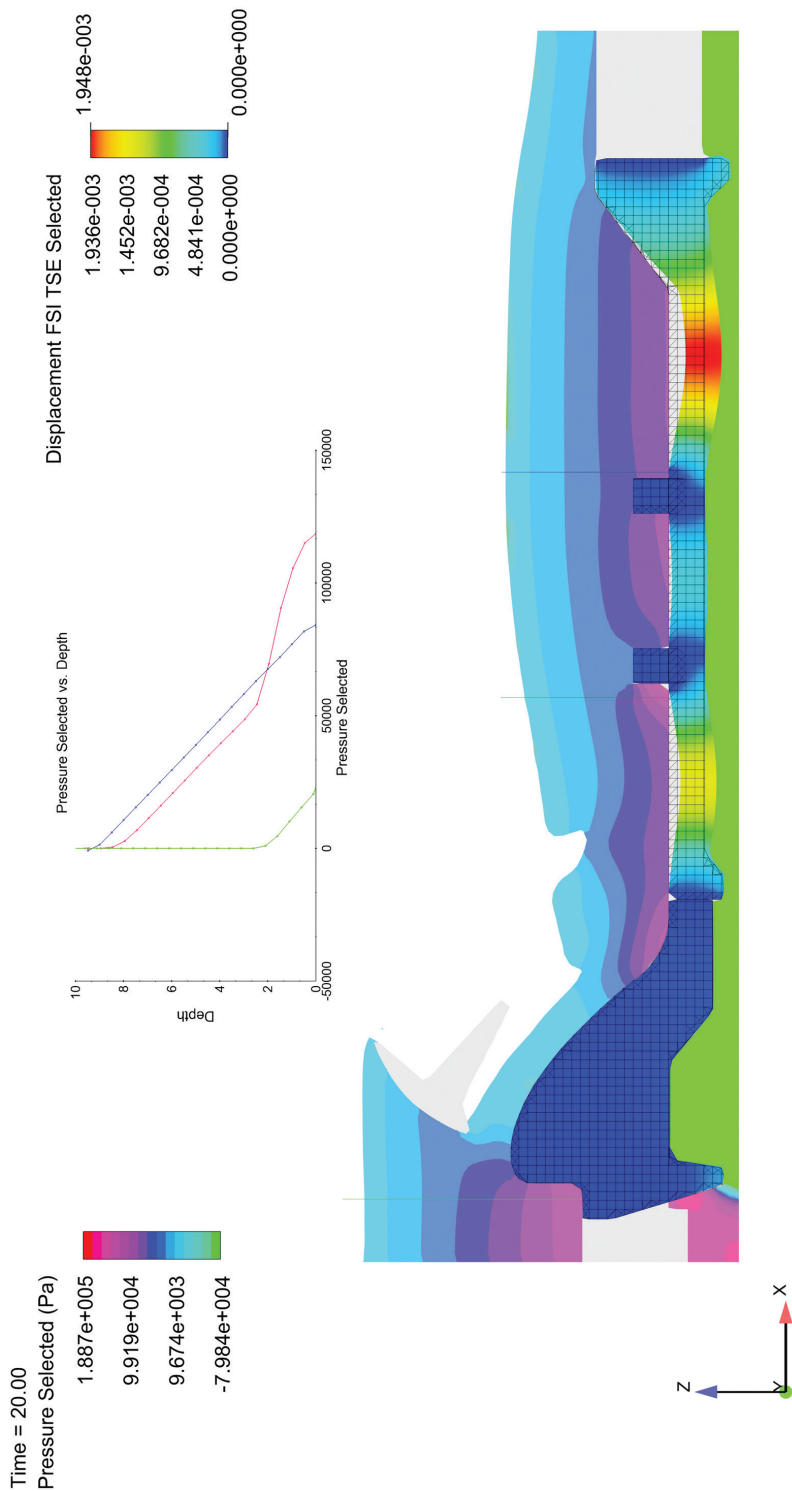 Time = 20.00
Pressure Selected (Pa)
1.887e+005
9.919e+004
9.674e+003
-7.984e+004
Pressure Selected vs. Depth
Depth
10
8
6
4
2
0
-50000
0
50000
100000
150000
Pressure Selected
Displacement FSI TSE Selected
1.936e-003
1.452e-003
9.682e-004
4.841e-004
0.000e+000
1.948e-003
0.000e+000
Z
Y
X